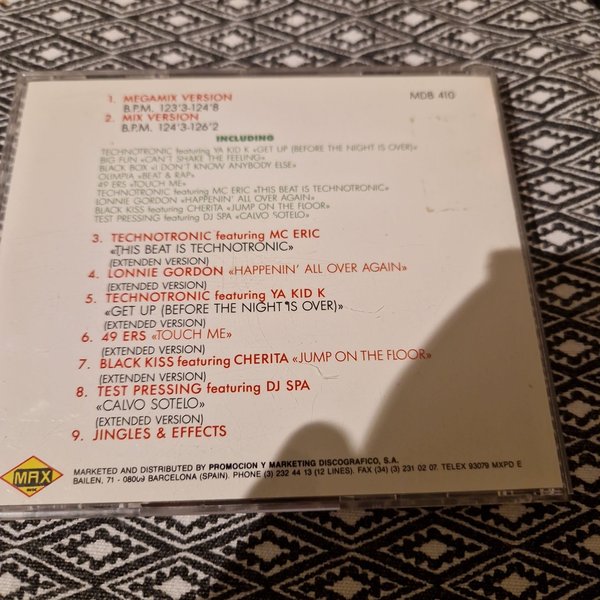 MDB 410
1. MEGAMIX VERSION
B.P.M. 123'3-124'8
2. MIX VERSION
B.P.M. 124'3-126'2
INCLUDING
TECHNOTRONIC featuring YA KID K «GET UP (BEFORE THE NIGHT IS OVER)»
BIG FUN «CAN'T SHAKE THE FEELING»
BLACK BOX «I DON'T KNOW ANYBODY ELSE»
OLIMPIA «BEAT & RAP»
49 ERS «TOUCH ME»
TECHNOTRONIC featuring MC ERIC «THIS BEAT IS TECHNOTRONIC»
LONNIE GORDON «HAPPENIN' ALL OVER AGAIN»
BLACK KISS featuring CHERITA «JUMP ON THE FLOOR»
TEST PRESSING featuring DJ SPA «CALVO SOTELO»
3. TECHNOTRONIC featuring MC ERIC
«THIS BEAT IS TECHNOTRONIC»
(EXTENDEN VERSION)
4. LONNIE GORDON «HAPPENIN' ALL OVER AGAIN»
(EXTENDED VERSION)
5. TECHNOTRONIC featuring YA KID K
«GET UP (BEFORE THE NIGHT IS OVER)»
(EXTENDED VERSION)
6. 49 ERS «TOUCH ME»
(EXTENDED VERSION)
7. BLACK KISS featuring CHERITA «JUMP ON THE FLOOR»
(EXTENDEN VERSION)
8. TEST PRESSING featuring DJ SPA
«CALVO SOTELO»
(EXTENDED VERSION)
9. JINGLES & EFFECTS
MAX
MARKETED AND DISTRIBUTED BY PROMOCION Y MARKETING DISCOGRAFICO, S.A.
BAILEN, 71 - 08009 BARCELONA (SPAIN). PHONE (3) 232 44 13 (12 LINES). FAX (34) (3) 231 02 07. TELEX 93079 MXPD E